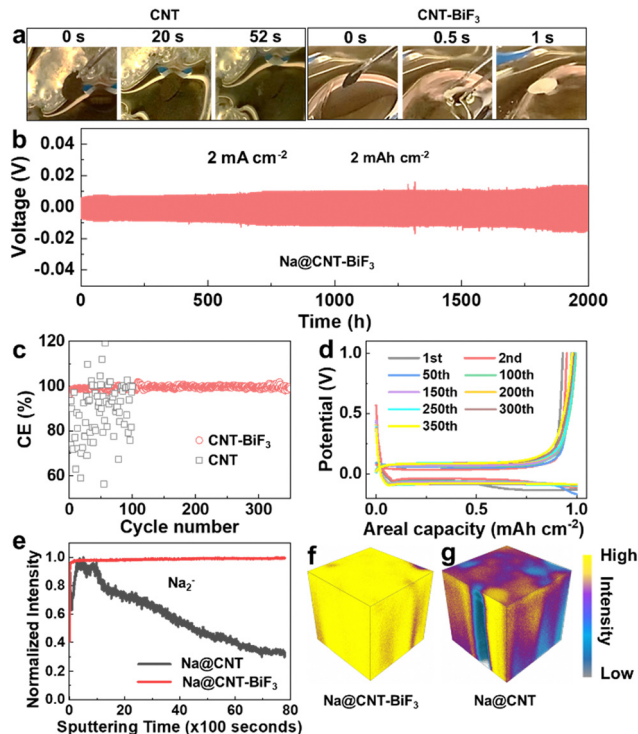 CNT CNT-BiF₃
a 0 s 20 s 52 s 0 s 0.5 s 1 s
b
0.04
0.02
0.00
-0.02
-0.04
Voltage (V)
2 mA cm⁻² 2 mAh cm⁻²
Na@CNT-BiF₃
0 500 1000 1500 2000
Time (h)
c
120
100
80
60
CE (%)
CNT-BiF₃
CNT
0 100 200 300
Cycle number
d
1.0
0.5
0.0
Potential (V)
1st 2nd
50th 100th
150th 200th
250th 300th
350th
0.0 0.5 1.0
Areal capacity (mAh cm⁻²)
e
1.0
0.8
0.6
0.4
0.2
Normalized Intensity
Na₂⁻
Na@CNT
Na@CNT-BiF₃
0 20 40 60 80
Sputtering Time (x100 seconds)
f g
High
Intensity
Low
Na@CNT-BiF₃ Na@CNT